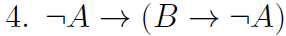 4. ¬A → (B → ¬A)